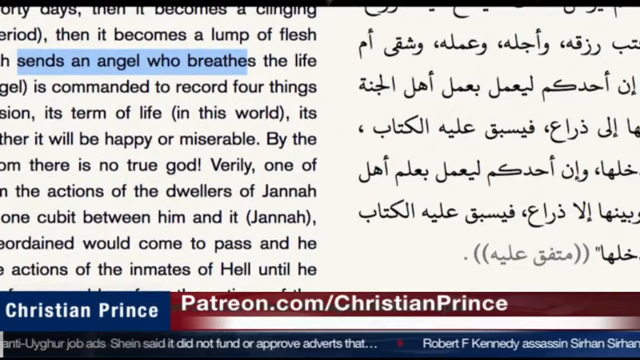 orty days, then it becomes a clinging
eriod), then it becomes a lump of flesh
h sends an angel who breathes the life
gel) is commanded to record four things
sion, its term of life (in this world), its
ther it will be happy or miserable. By the
om there is no true god! Verily, one of
m the actions of the dwellers of Jannah
one cubit between him and it (Jannah),
eordained would come to pass and he
e actions of the inmates of Hell until he
كتب رزقه، وأجله، وعمله، وشقى أم
إن أحدكم ليعمل بعمل أهل الجنة
ها إلى ذراع، فيسبق عليه الكتاب ،
دخلها، وإن أحدكم ليعمل بعلم أهل
وبينها إلا ذراع، فيسبق عليه الكتاب
دخلها" ((متفق عليه)) .
Christian Prince
Patreon.com/ChristianPrince
anti-Uyghur job ads Shein said it did not fund or approve adverts that…
Robert F Kennedy assassin Sirhan Sirhan